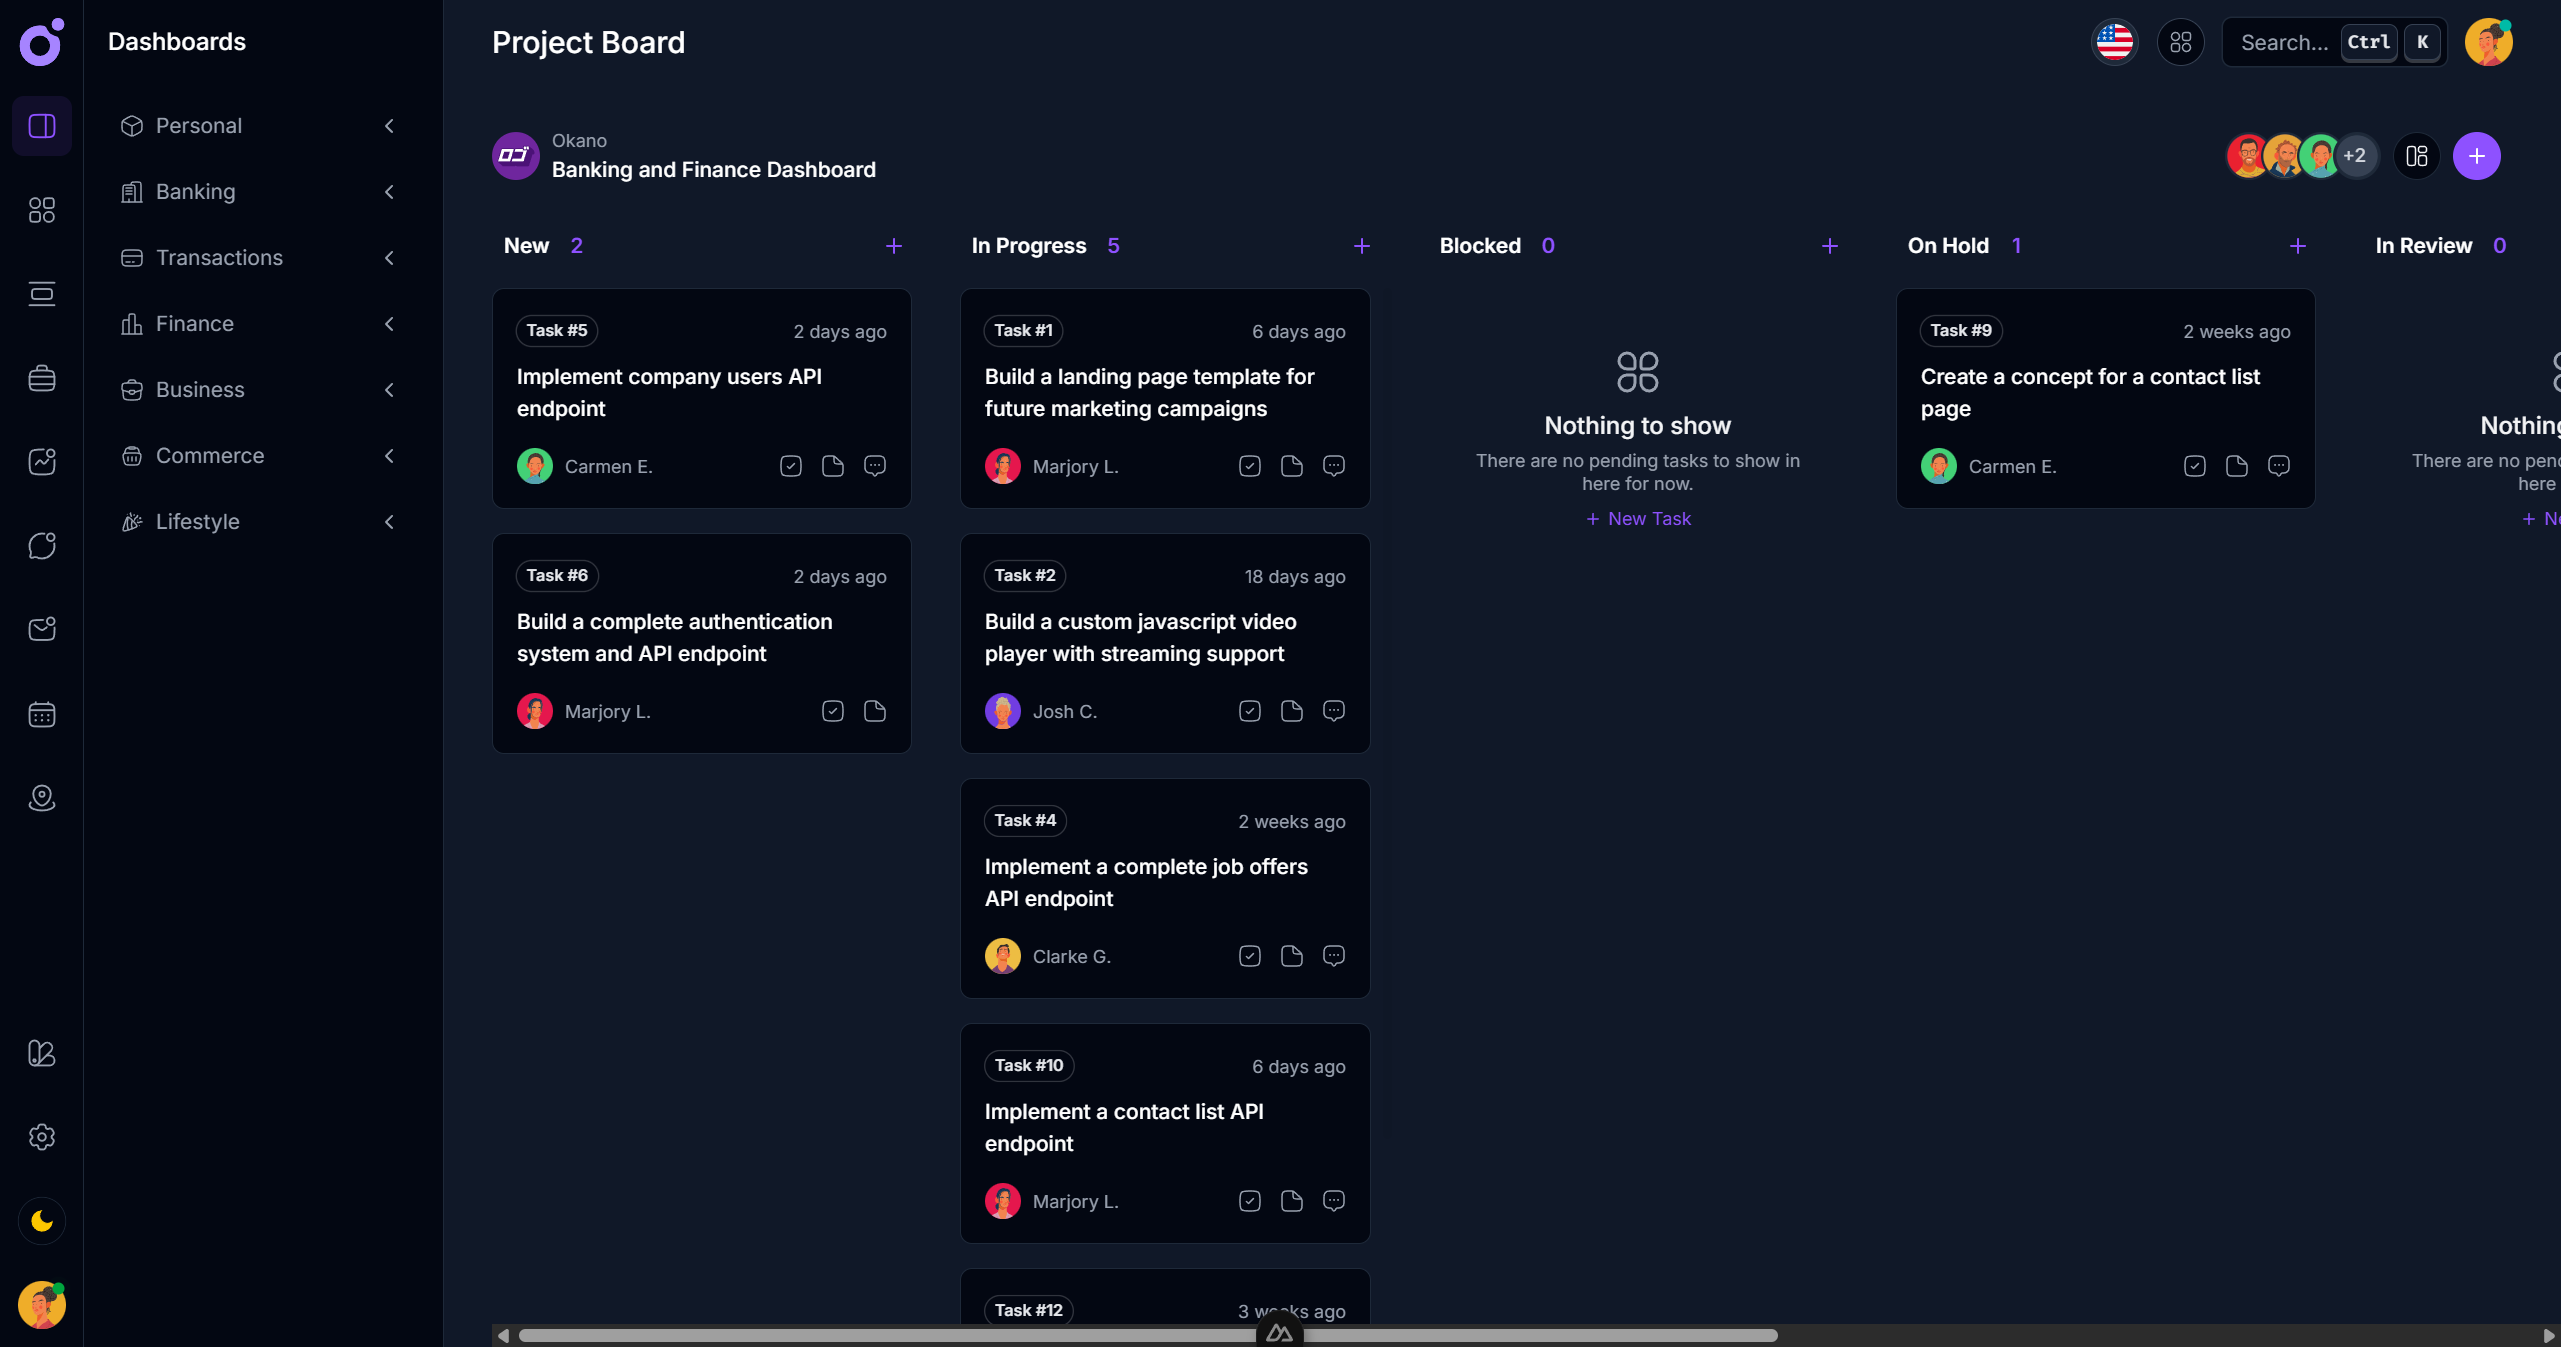 Dashboards
Personal
Banking
Transactions
Finance
Business
Commerce
Lifestyle
Project Board
Search...
Ctrl
K
Okano
Banking and Finance Dashboard
+2
New 2
Task #5
2 days ago
Implement company users API
endpoint
Carmen E.
Task #6
2 days ago
Build a complete authentication
system and API endpoint
Marjory L.
In Progress 5
Task #1
6 days ago
Build a landing page template for
future marketing campaigns
Marjory L.
Task #2
18 days ago
Build a custom javascript video
player with streaming support
Josh C.
Task #4
2 weeks ago
Implement a complete job offers
API endpoint
Clarke G.
Task #10
6 days ago
Implement a contact list API
endpoint
Marjory L.
Task #12
3 weeks ago
Blocked 0
Nothing to show
There are no pending tasks to show in
here for now.
+ New Task
On Hold 1
Task #9
2 weeks ago
Create a concept for a contact list
page
Carmen E.
In Review 0
Nothing
There are no
here